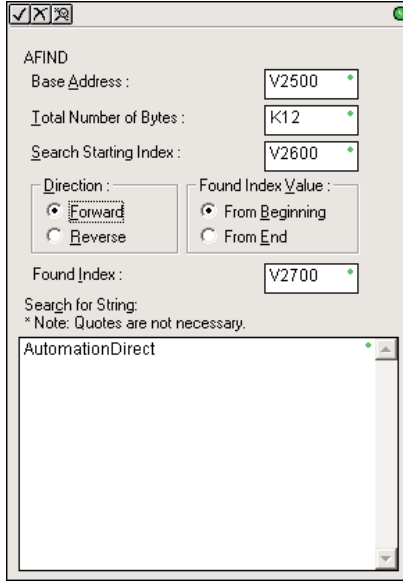 AFIND
Base Address : V2500
Total Number of Bytes : K12
Search Starting Index : V2600
Direction : Found Index Value :
Forward From Beginning
Reverse From End
Found Index : V2700
Search for String:
* Note: Quotes are not necessary.
AutomationDirect